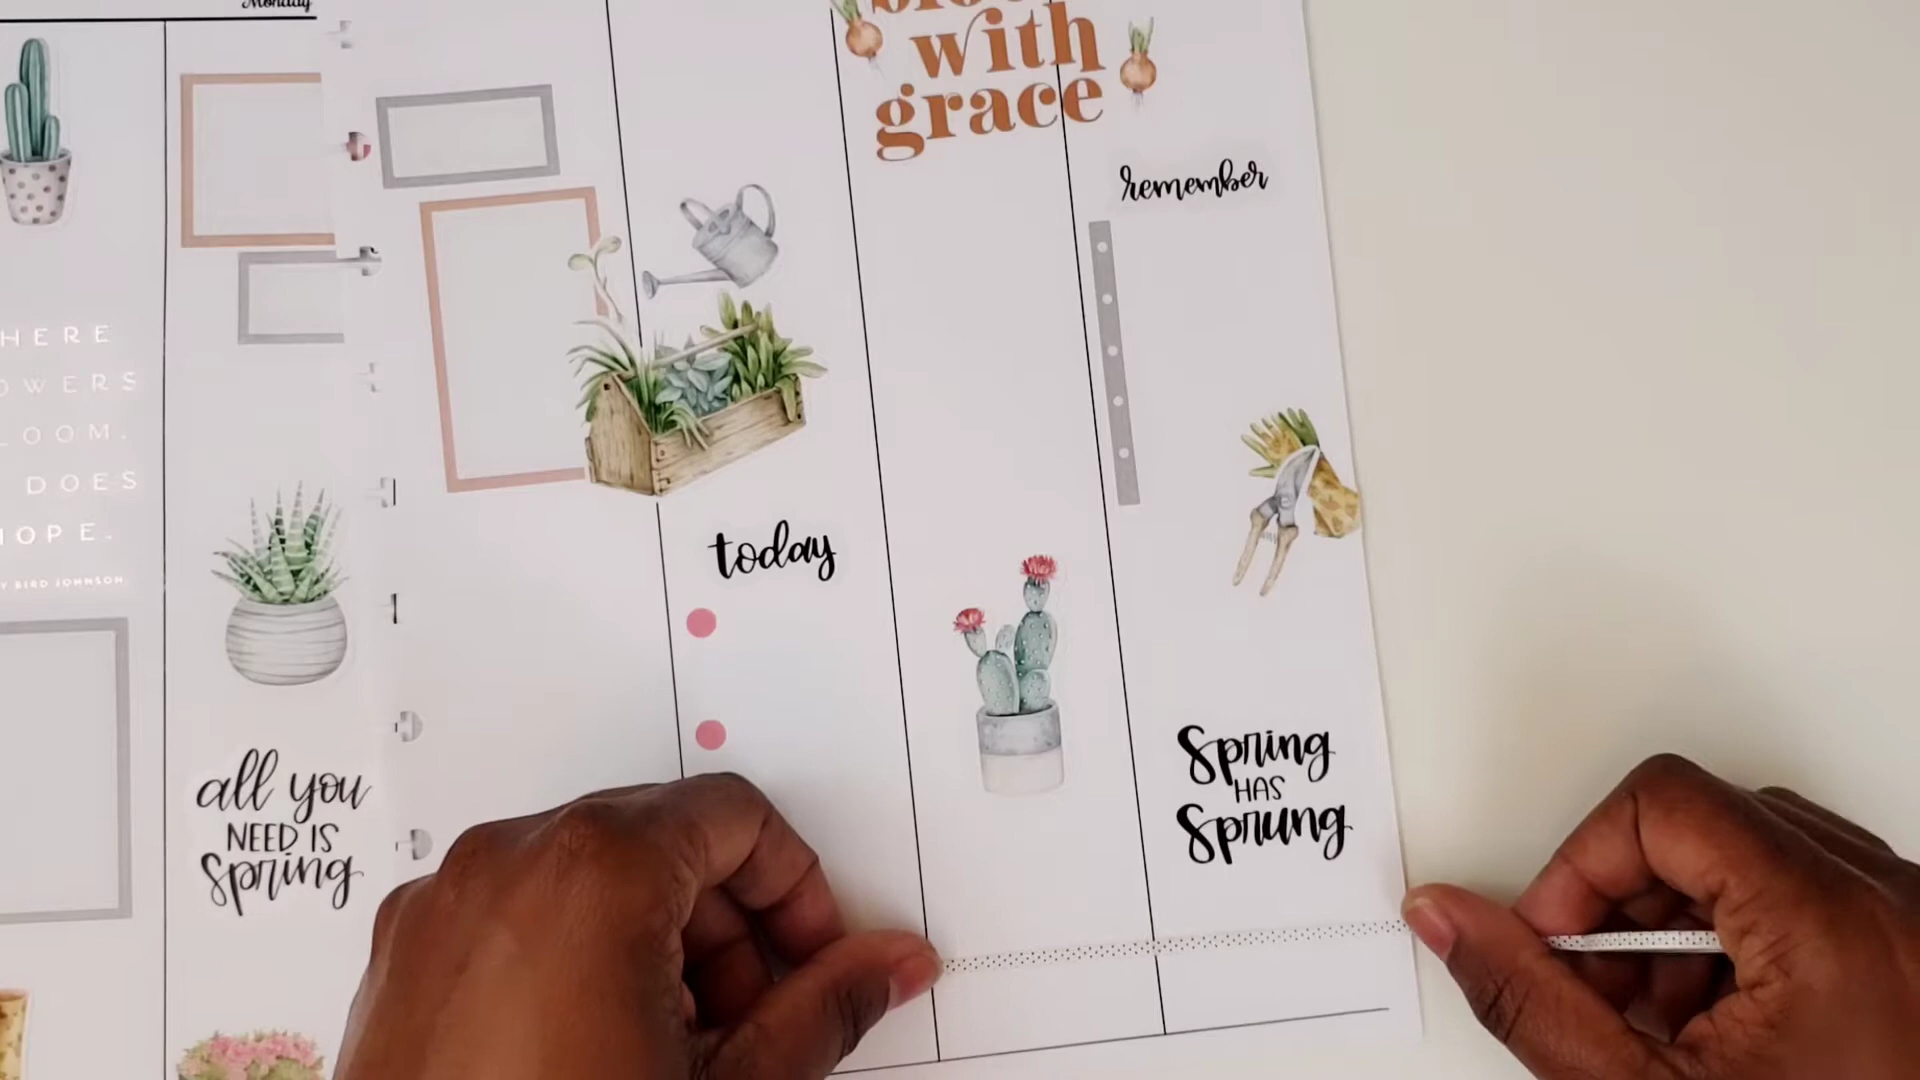 Monday
with
grace
remember
HERE
OWERS
LOOM.
DOES
HOPE.
BIRD JOHNSON
today
all you
NEED IS
Spring
Spring
HAS
Sprung